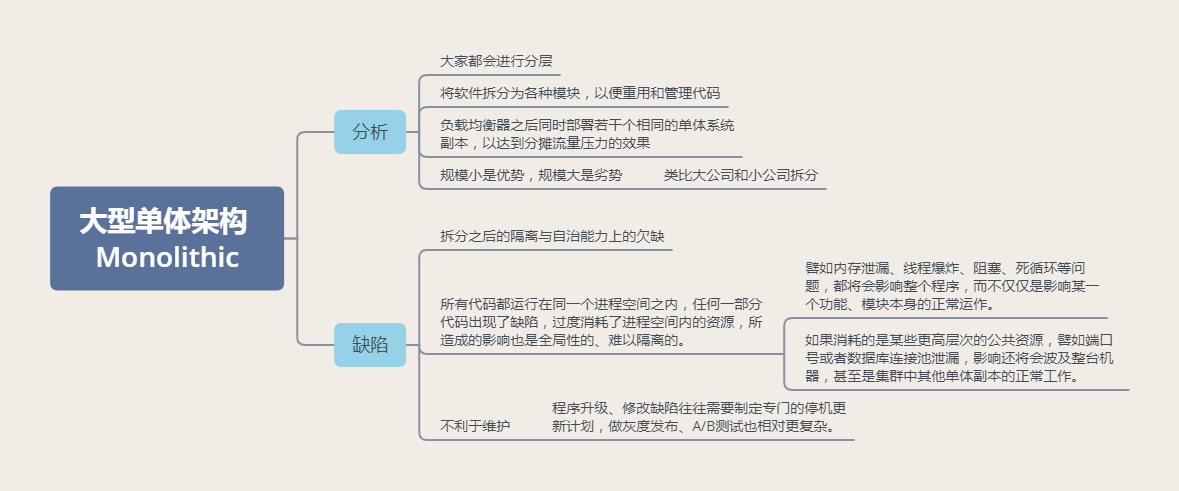 大型单体架构
Monolithic
分析
大家都会进行分层
将软件拆分为各种模块，以便重用和管理代码
负载均衡器之后同时部署若干个相同的单体系统
副本，以达到分摊流量压力的效果
规模小是优势，规模大是劣势
类比大公司和小公司拆分
缺陷
拆分之后的隔离与自治能力上的欠缺
所有代码都运行在同一个进程空间之内，任何一部分
代码出现了缺陷，过度消耗了进程空间内的资源，所
造成的影响也是全局性的、难以隔离的。
譬如内存泄漏、线程爆炸、阻塞、死循环等问
题，都将会影响整个程序，而不仅仅是影响某一
个功能、模块本身的正常运作。
如果消耗的是某些更高层次的公共资源，譬如端口
号或者数据库连接池泄漏，影响还将会波及整台机
器，甚至是集群中其他单体副本的正常工作。
不利于维护
程序升级、修改缺陷往往需要制定专门的停机更
新计划，做灰度发布、A/B测试也相对更复杂。